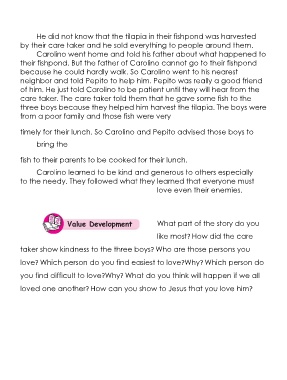 He did not know that the tilapia in their fishpond was harvested
by their care taker and he sold everything to people around them.
Carolino went home and told his father about what happened to
their fishpond. But the father of Carolino cannot go to their fishpond
because he could hardly walk. So Carolino went to his nearest
neighbor and told Pepito to help him. Pepito was really a good friend
of him. He just told Carolino to be patient until they will hear from the
care taker. The care taker told them that he gave some fish to the
three boys because they helped him harvest the tilapia. The boys were
from a poor family and those fish were very
timely for their lunch. So Carolino and Pepito advised those boys to
bring the
fish to their parents to be cooked for their lunch.
Carolino learned to be kind and generous to others especially
to the needy. They followed what they learned that everyone must
love even their enemies.
Value Development
What part of the story do you
like most? How did the care
taker show kindness to the three boys? Who are those persons you
love? Which person do you find easiest to love?Why? Which person do
you find difficult to love?Why? What do you think will happen if we all
loved one another? How can you show to Jesus that you love him?